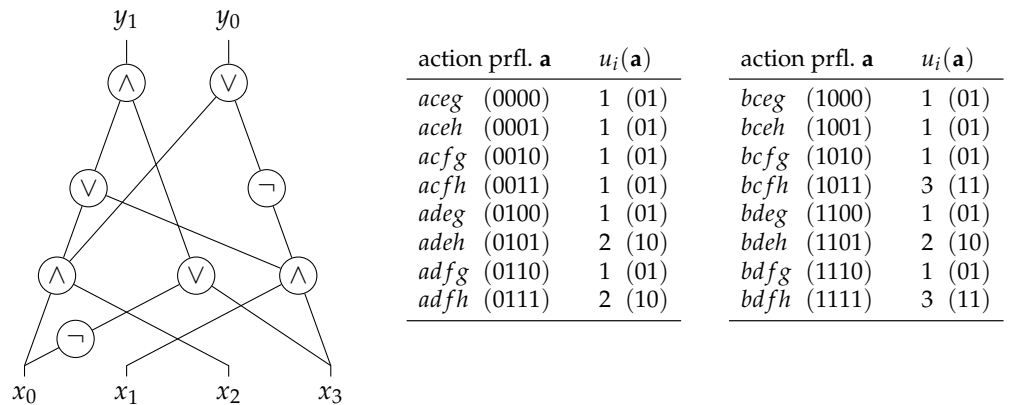 y1 y0
∧ ∨
∨ ¬
∧ ∨ ∧
¬
x0 x1 x2 x3
action prfl. a ui(a)
aceg (0000) 1 (01)
aceh (0001) 1 (01)
acfg (0010) 1 (01)
acfh (0011) 1 (01)
adeg (0100) 1 (01)
adeh (0101) 2 (10)
adfg (0110) 1 (01)
adfh (0111) 2 (10)
action prfl. a ui(a)
bceg (1000) 1 (01)
bceh (1001) 1 (01)
bcfg (1010) 1 (01)
bcfh (1011) 3 (11)
bdeg (1100) 1 (01)
bdeh (1101) 2 (10)
bdfg (1110) 1 (01)
bdfh (1111) 3 (11)